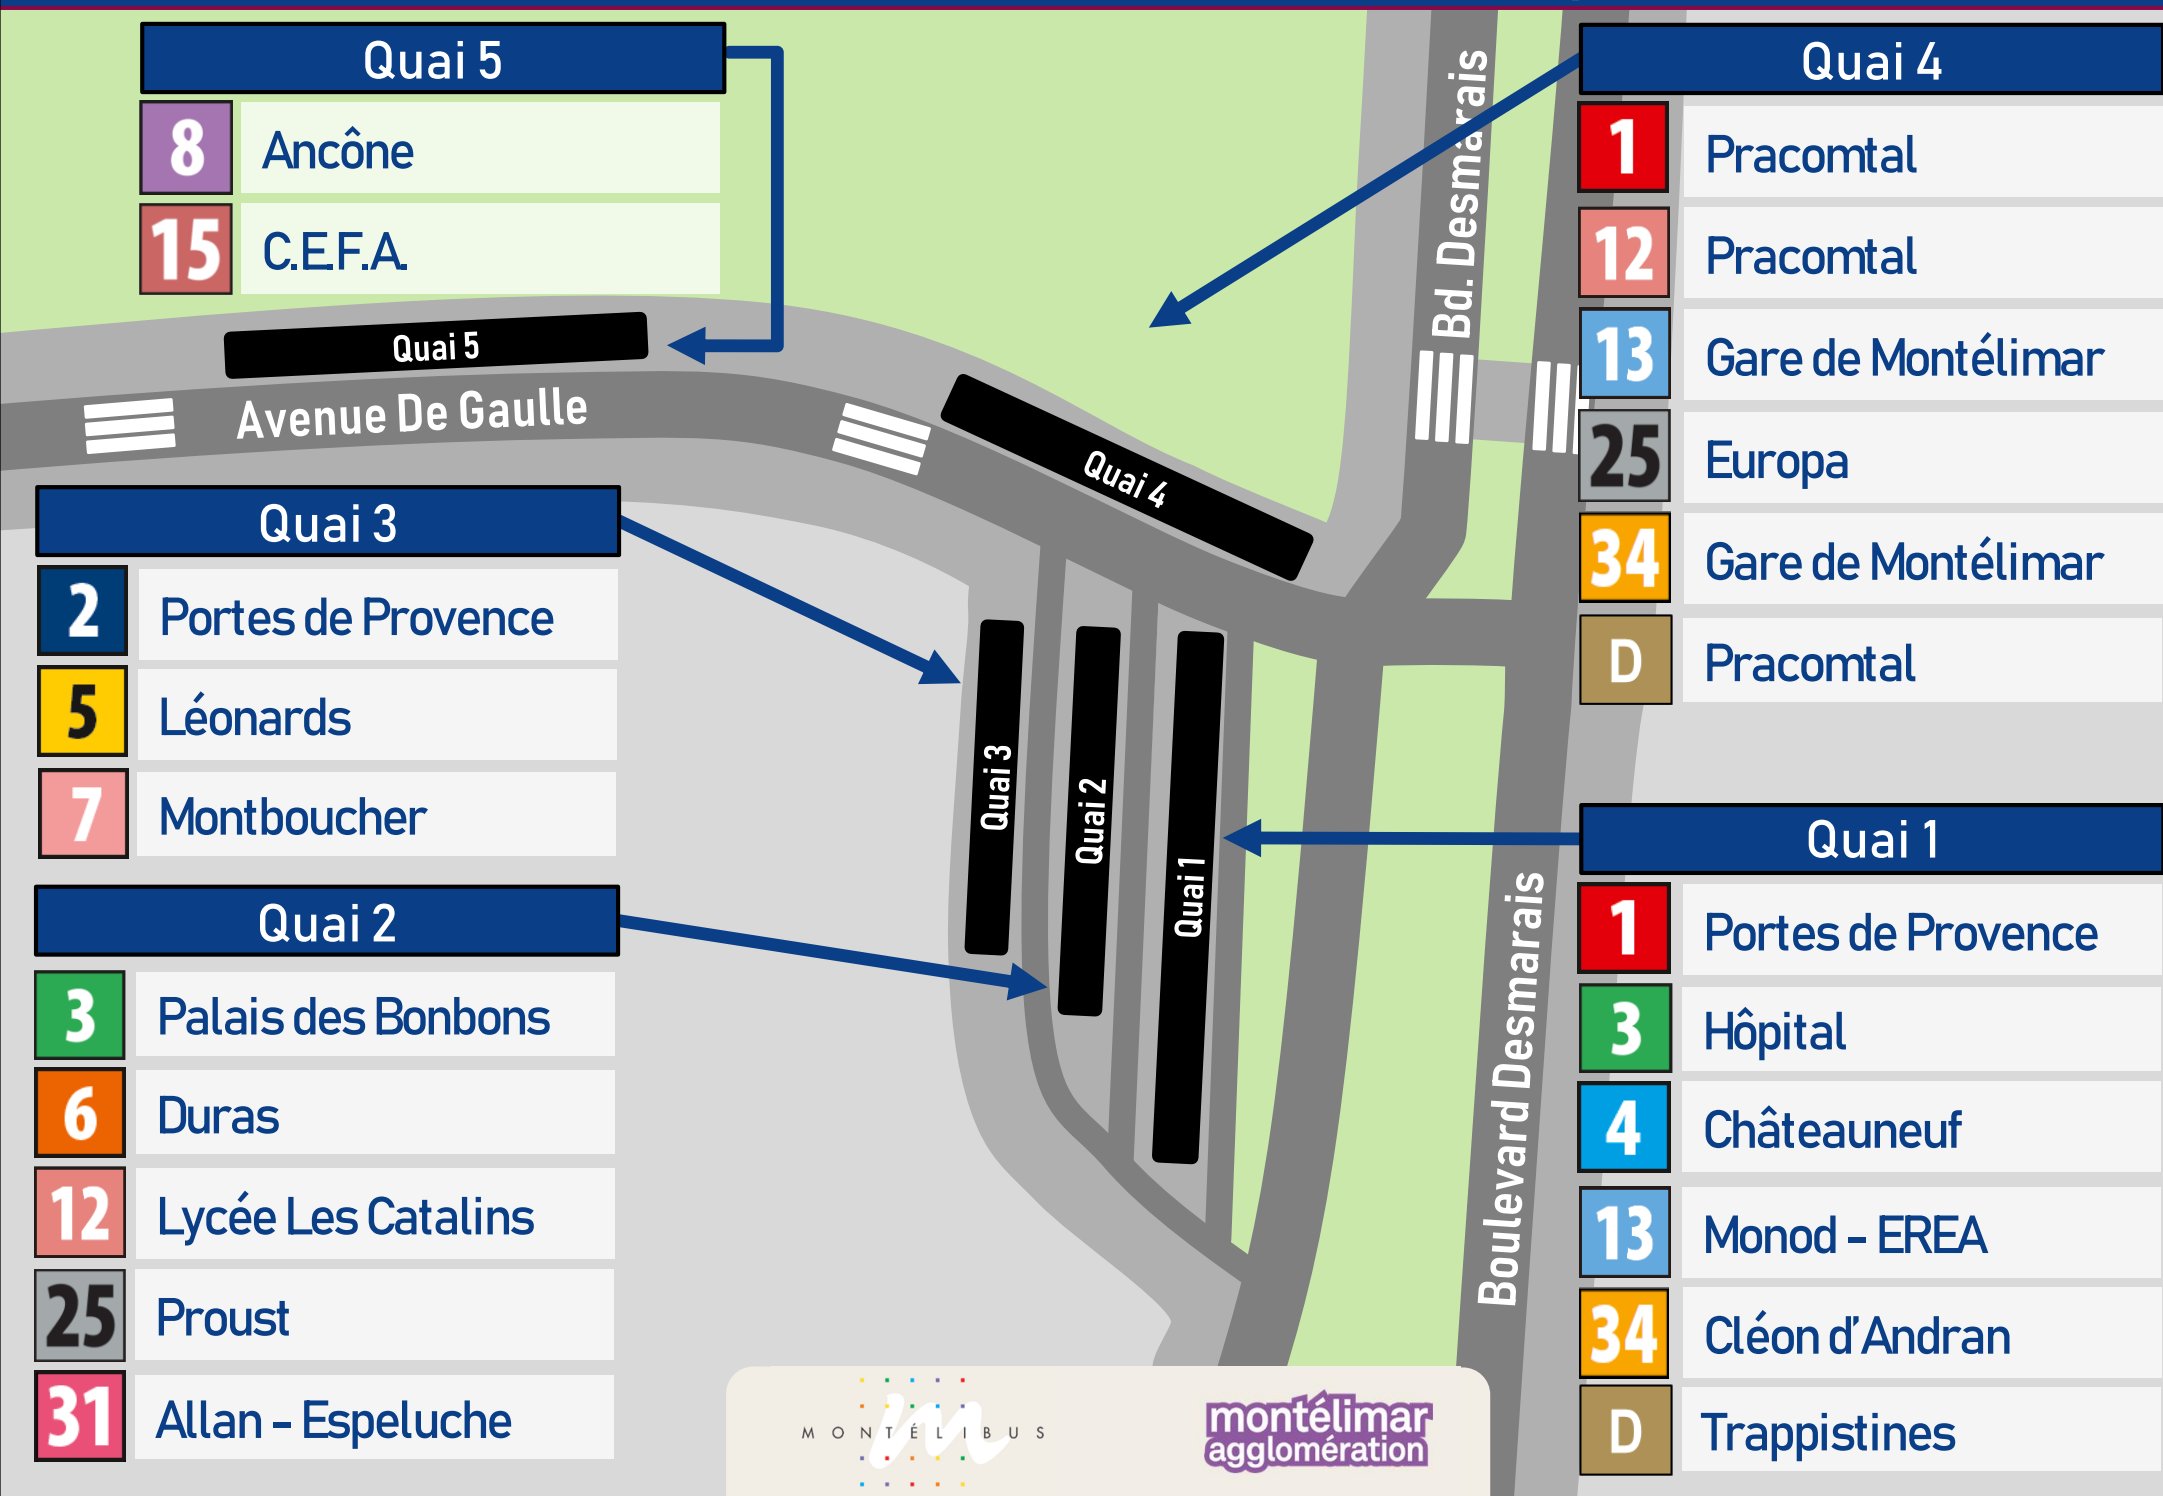 Quai 5
8 Ancône
15 C.E.F.A.
Quai 4
1 Pracomtal
12 Pracomtal
13 Gare de Montélimar
25 Europa
34 Gare de Montélimar
D Pracomtal
Bd. Desmarais
Quai 5
Avenue De Gaulle
Quai 4
Quai 3
2 Portes de Provence
5 Léonards
7 Montboucher
Quai 3
Quai 2
Quai 1
Quai 2
3 Palais des Bonbons
6 Duras
12 Lycée Les Catalins
25 Proust
31 Allan - Espeluche
Boulevard Desmarais
Quai 1
1 Portes de Provence
3 Hôpital
4 Châteauneuf
13 Monod - EREA
34 Cléon d'Andran
D Trappistines
m
MONTÉLIBUS
montélimar
agglomération